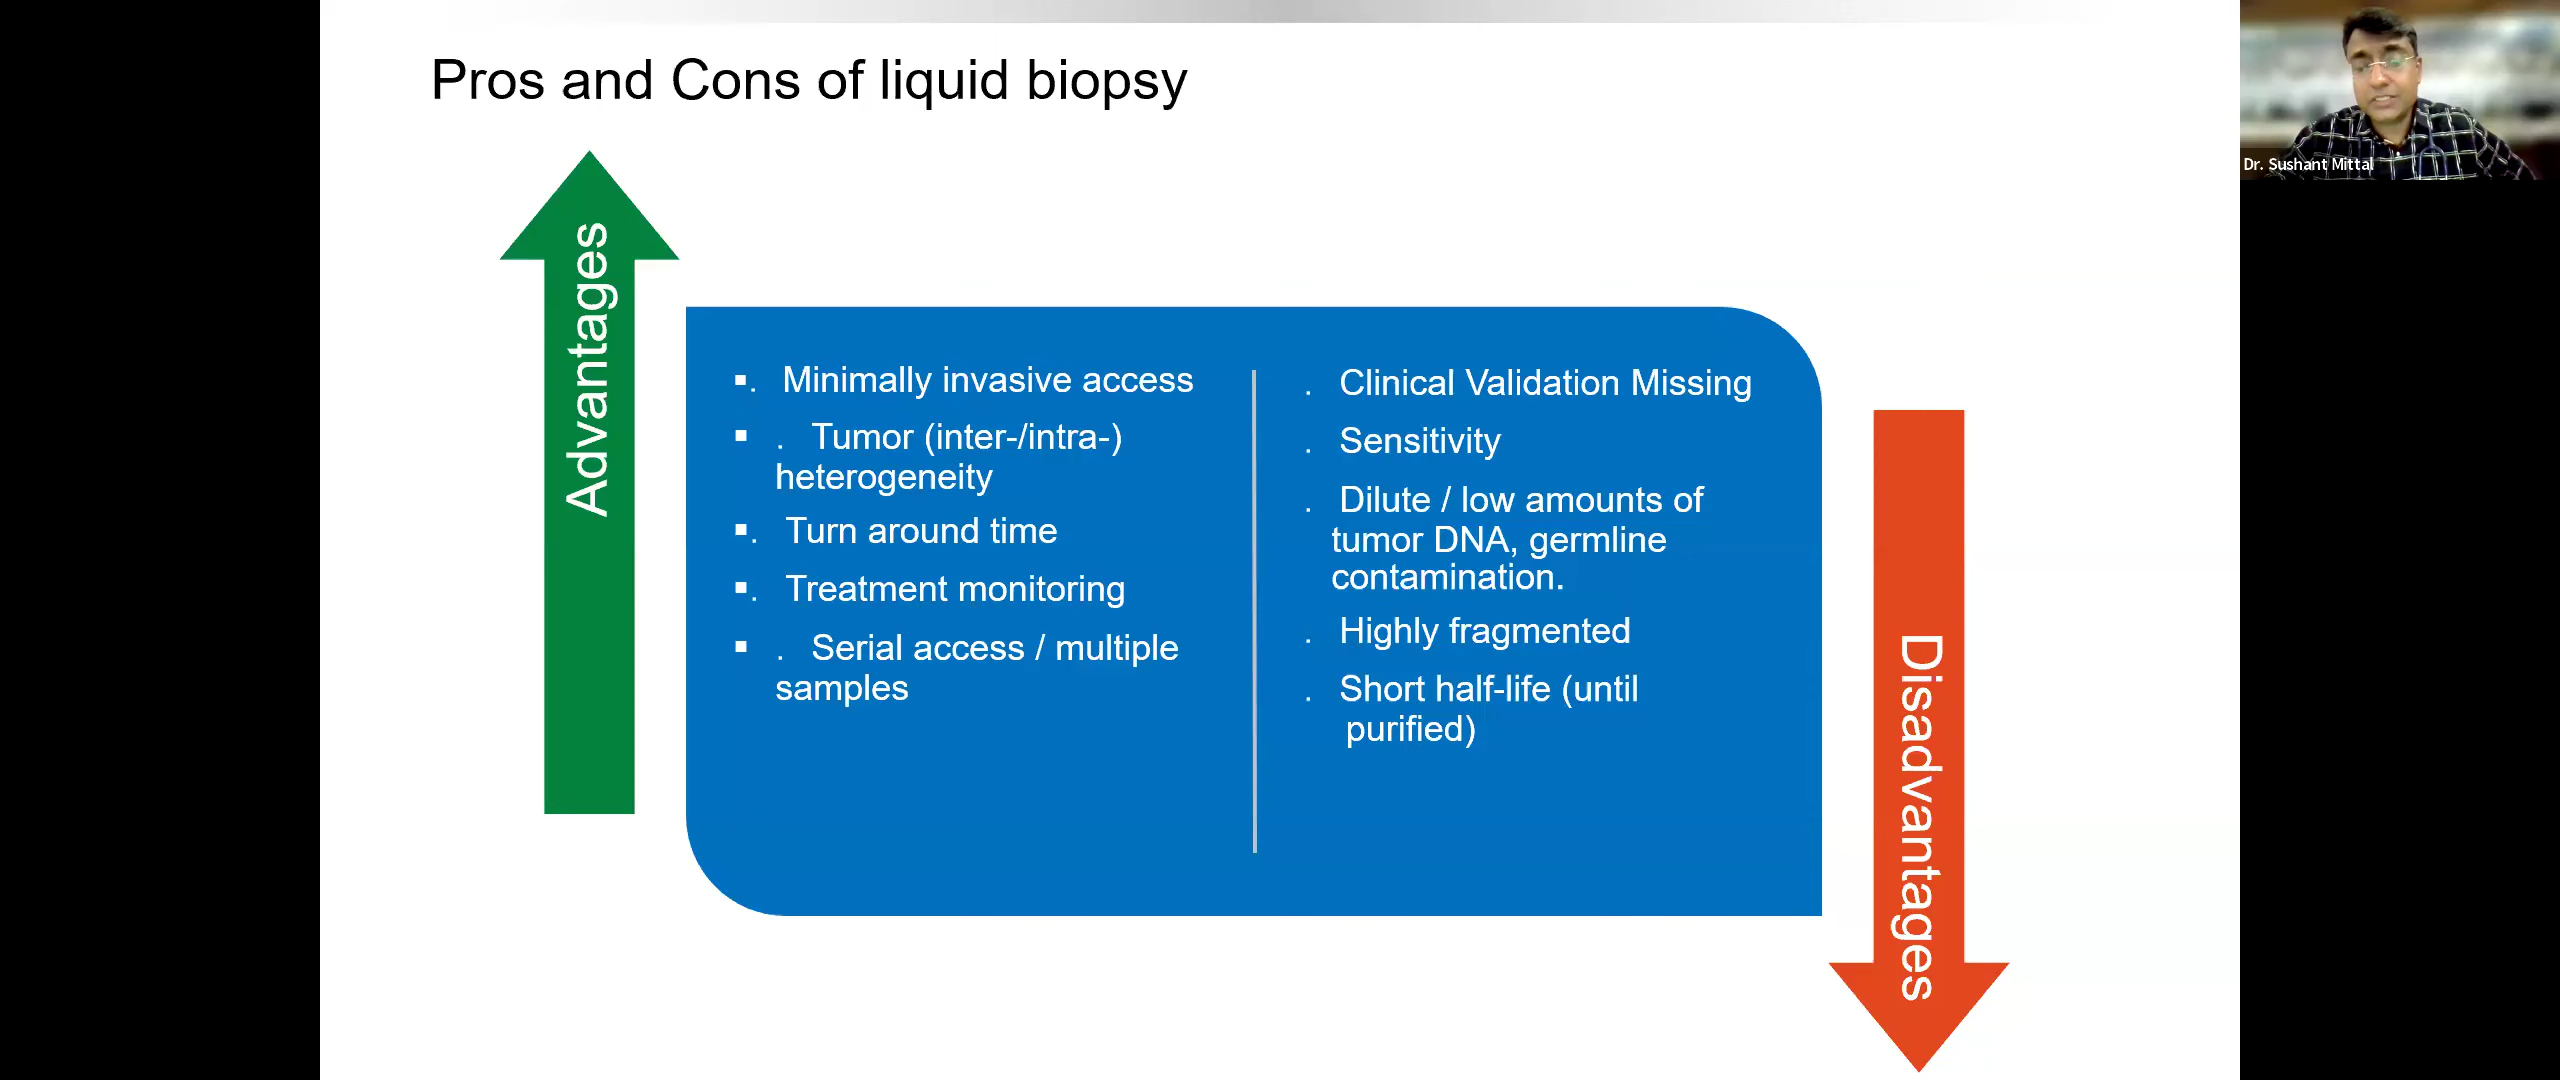 Pros and Cons of liquid biopsy
Advantages
▪. Minimally invasive access
▪ . Tumor (inter-/intra-)
heterogeneity
▪. Turn around time
▪. Treatment monitoring
▪ . Serial access / multiple
samples
. Clinical Validation Missing
. Sensitivity
. Dilute / low amounts of
tumor DNA, germline
contamination.
. Highly fragmented
. Short half-life (until
purified)
Disadvantages
Dr. Sushant Mittal